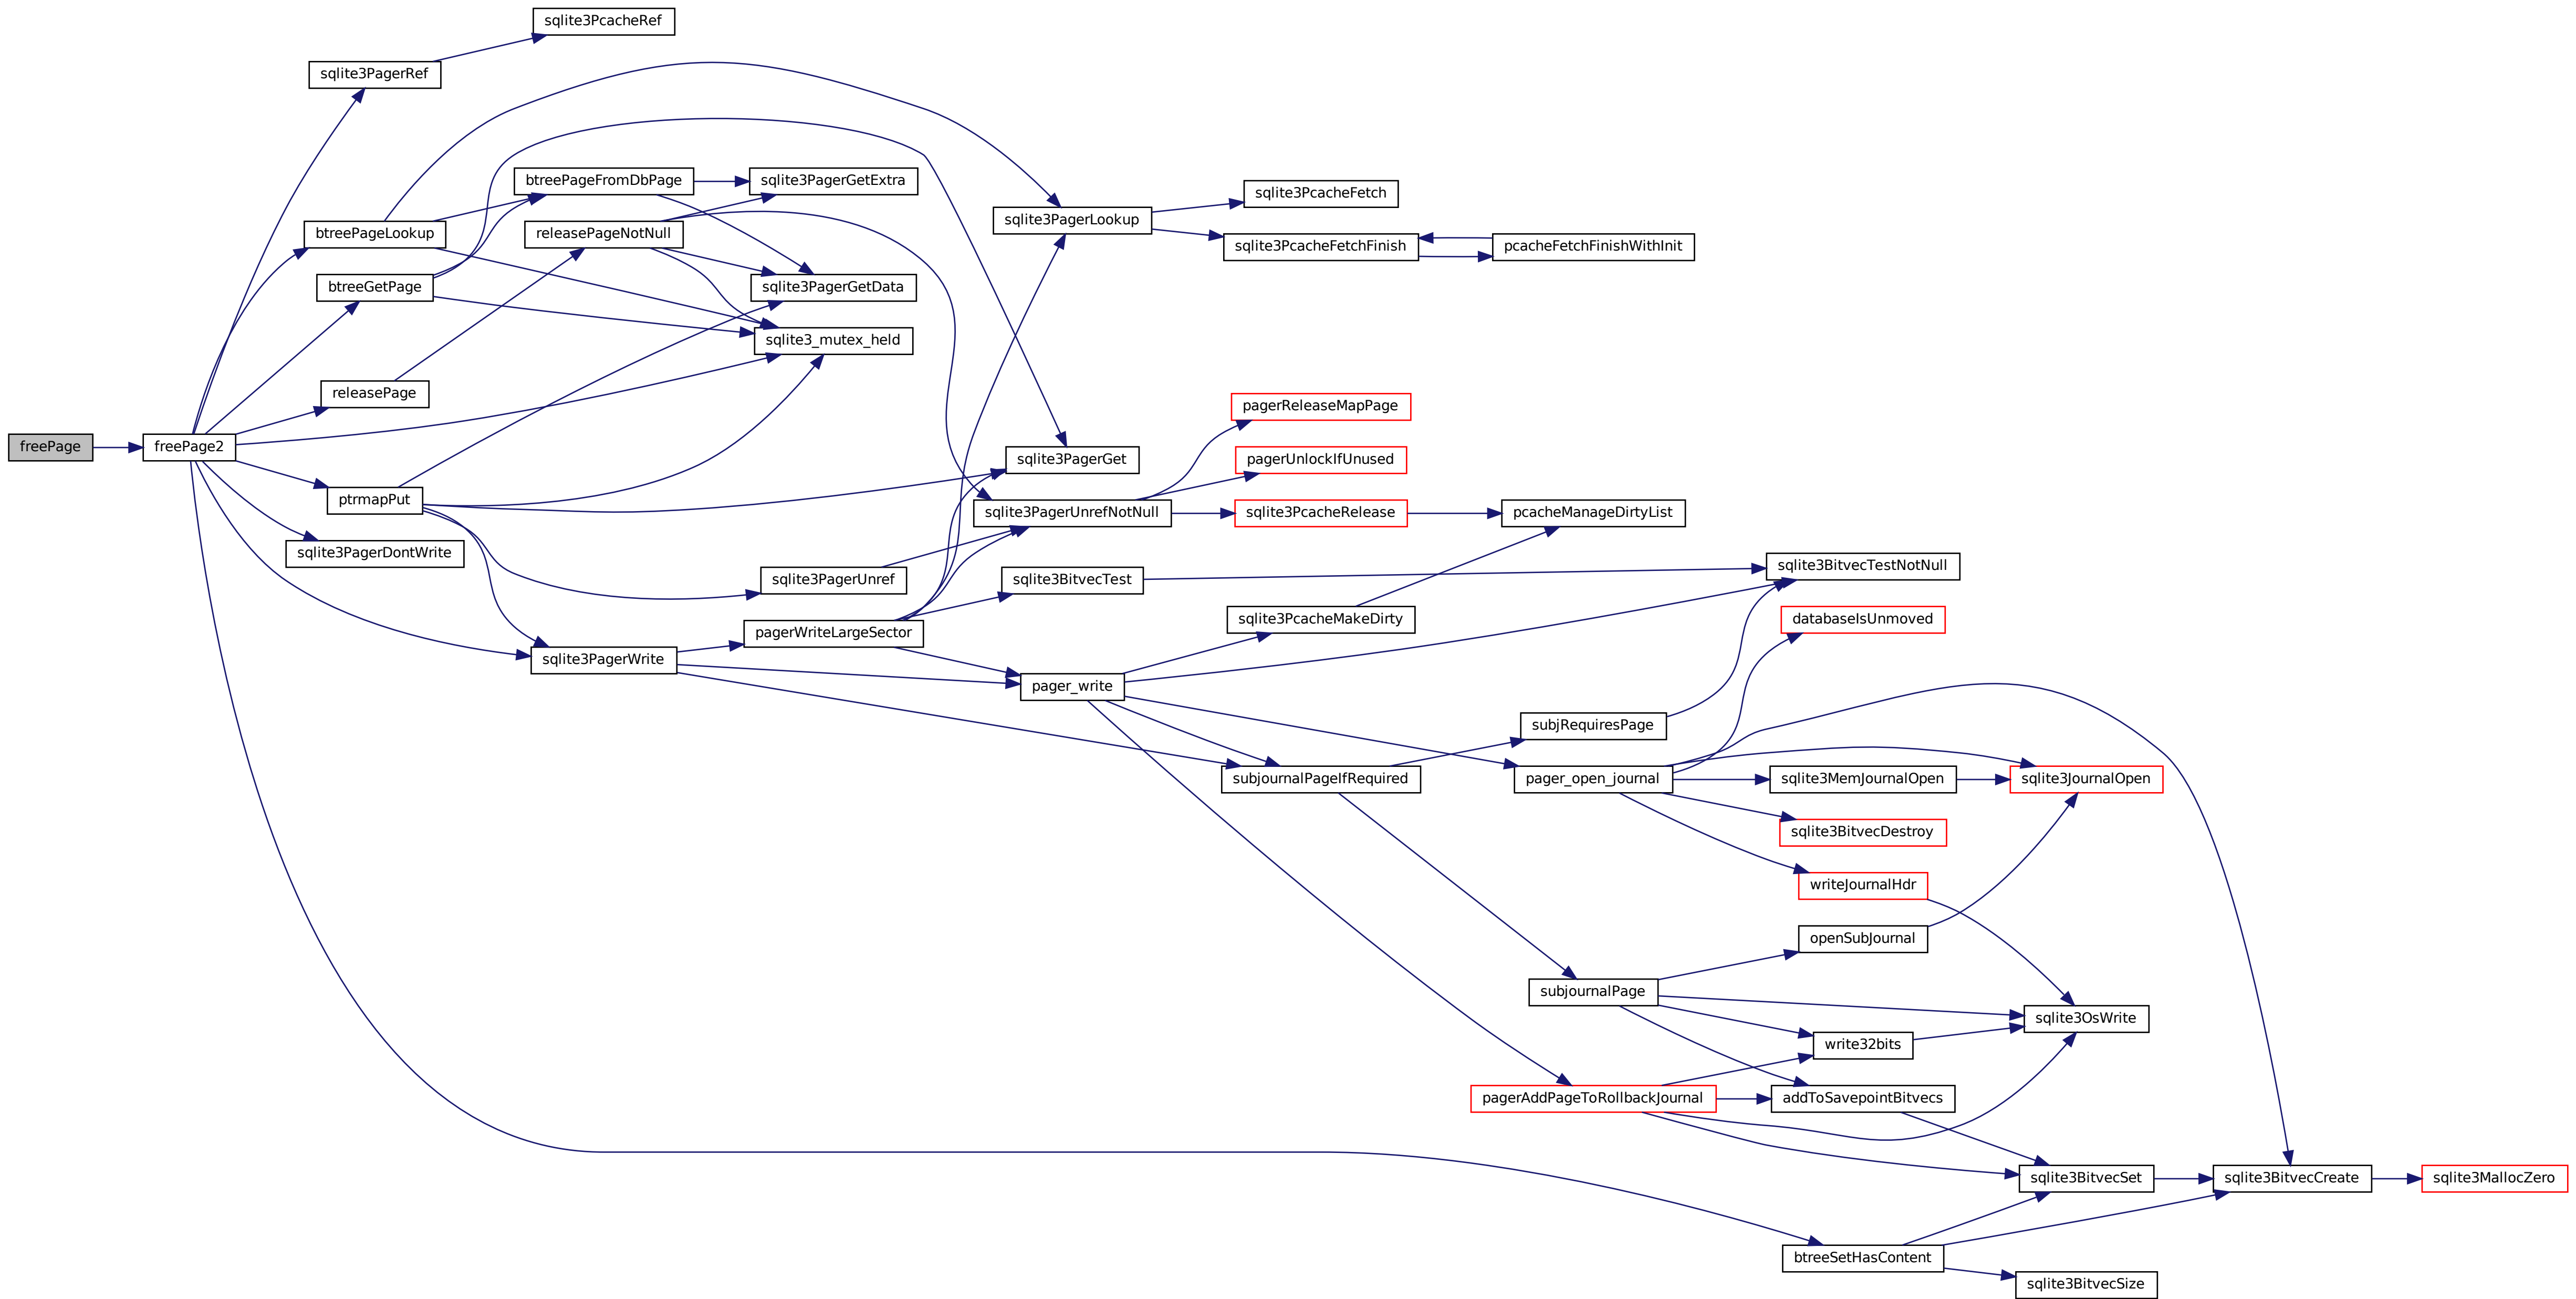 freePage
freePage2
sqlite3PagerRef
btreePageLookup
btreeGetPage
releasePage
ptrmapPut
sqlite3PagerDontWrite
sqlite3PcacheRef
btreePageFromDbPage
releasePageNotNull
sqlite3PagerWrite
sqlite3PagerGetExtra
sqlite3PagerGetData
sqlite3_mutex_held
sqlite3PagerUnref
pagerWriteLargeSector
sqlite3PagerLookup
sqlite3PagerGet
sqlite3PagerUnrefNotNull
sqlite3BitvecTest
pager_write
sqlite3PcacheFetch
sqlite3PcacheFetchFinish
pagerReleaseMapPage
pagerUnlockIfUnused
sqlite3PcacheRelease
sqlite3PcacheMakeDirty
subjournalPageIfRequired
pcacheFetchFinishWithInit
pcacheManageDirtyList
subjRequiresPage
pager_open_journal
subjournalPage
pagerAddPageToRollbackJournal
sqlite3BitvecTestNotNull
databaseIsUnmoved
sqlite3MemJournalOpen
sqlite3BitvecDestroy
writeJournalHdr
openSubJournal
write32bits
addToSavepointBitvecs
btreeSetHasContent
sqlite3JournalOpen
sqlite3OsWrite
sqlite3BitvecSet
sqlite3BitvecSize
sqlite3BitvecCreate
sqlite3MallocZero